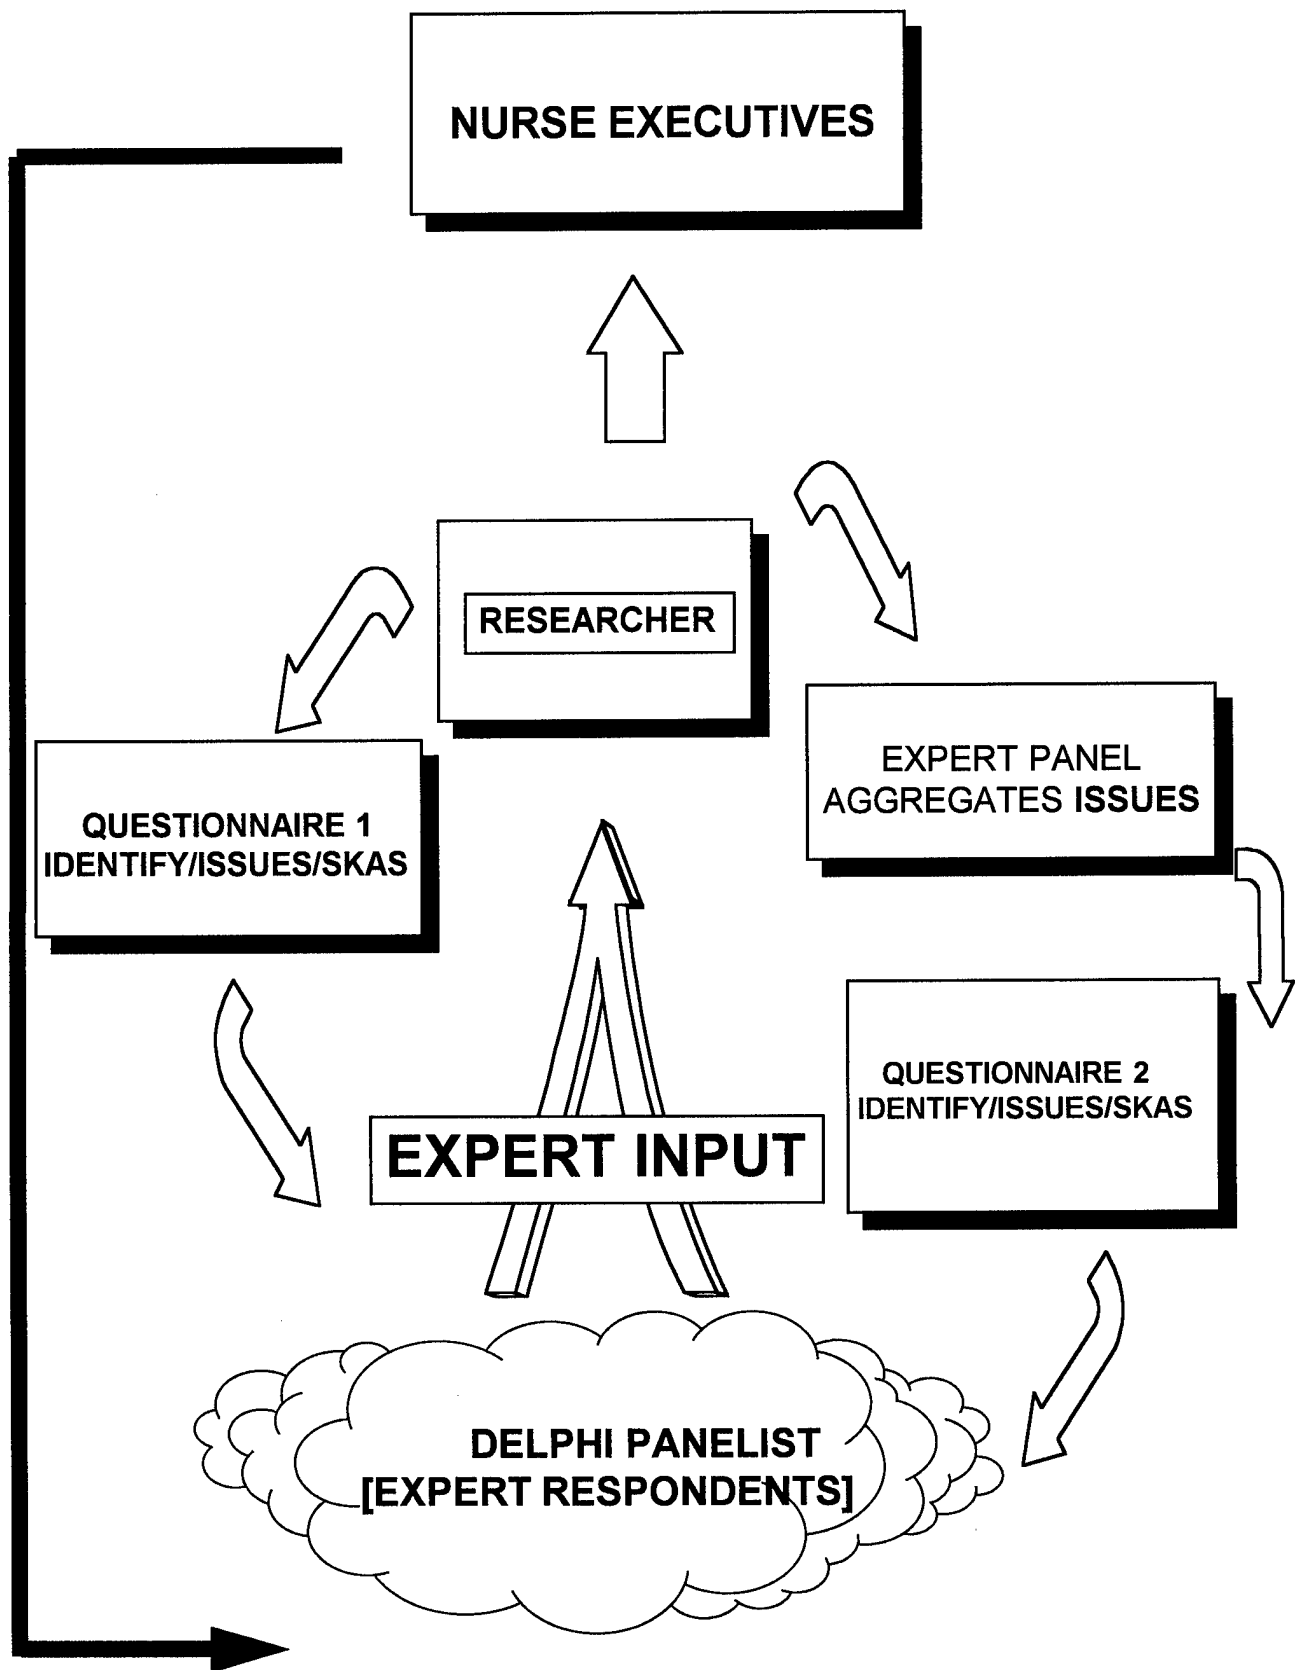 NURSE EXECUTIVES
RESEARCHER
EXPERT PANEL
AGGREGATES ISSUES
QUESTIONNAIRE 1
IDENTIFY/ISSUES/SKAS
QUESTIONNAIRE 2
IDENTIFY/ISSUES/SKAS
EXPERT INPUT
DELPHI PANELIST
[EXPERT RESPONDENTS]